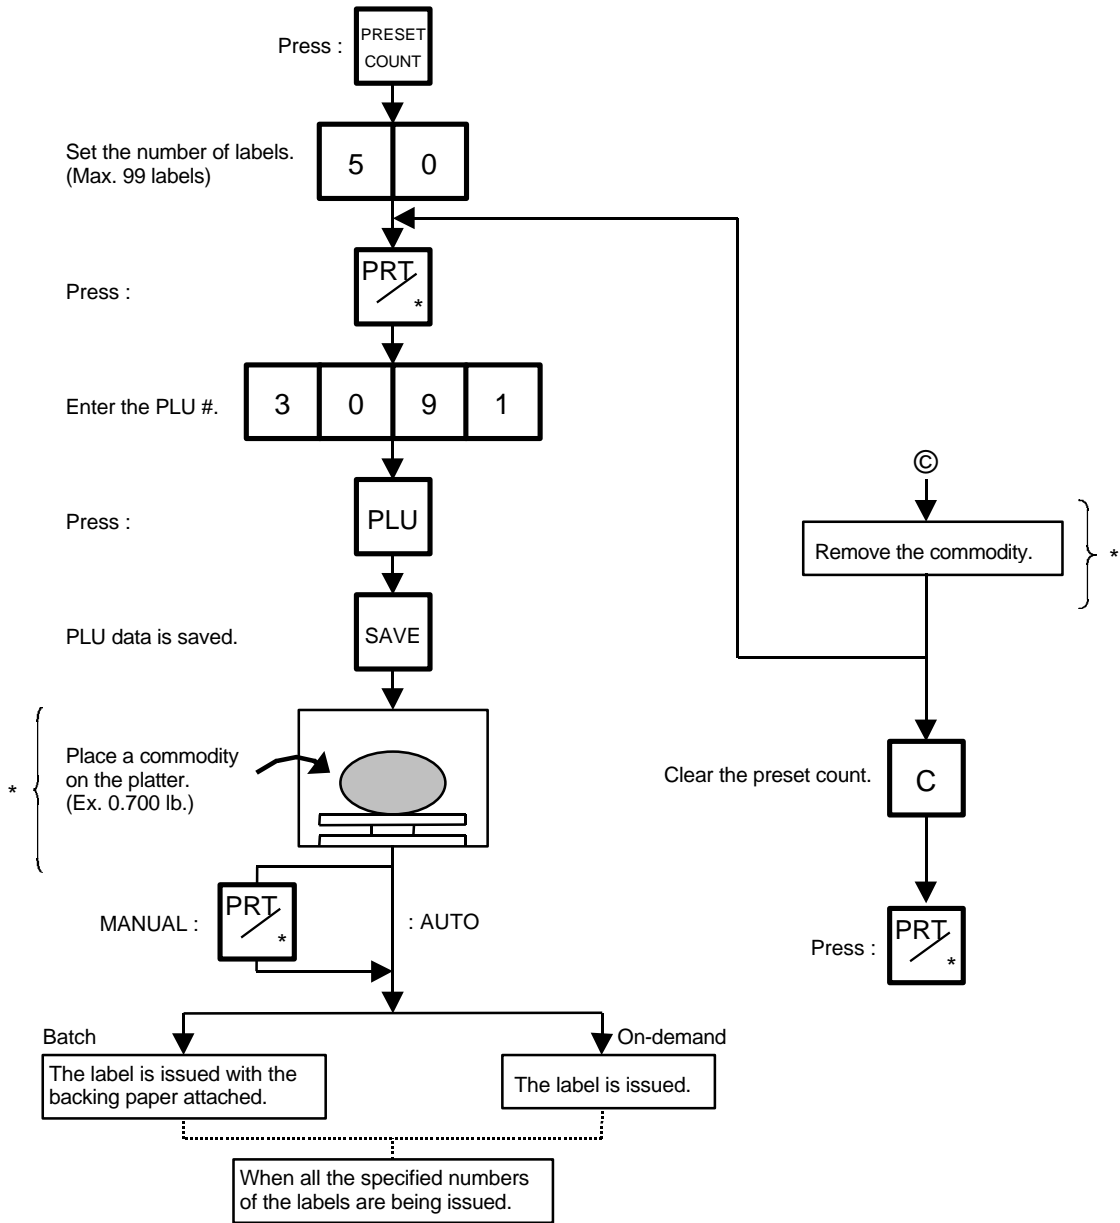 Press :
PRESET
COUNT
Set the number of labels.
(Max. 99 labels)
5 0
Press :
PRT
*
Enter the PLU #.
3 0 9 1
Press :
PLU
PLU data is saved.
SAVE
*
Place a commodity
on the platter.
(Ex. 0.700 lb.)
MANUAL :
PRT
*
: AUTO
Batch
The label is issued with the
backing paper attached.
On-demand
The label is issued.
When all the specified numbers
of the labels are being issued.
©
Remove the commodity.
*
Clear the preset count.
C
Press :
PRT
*